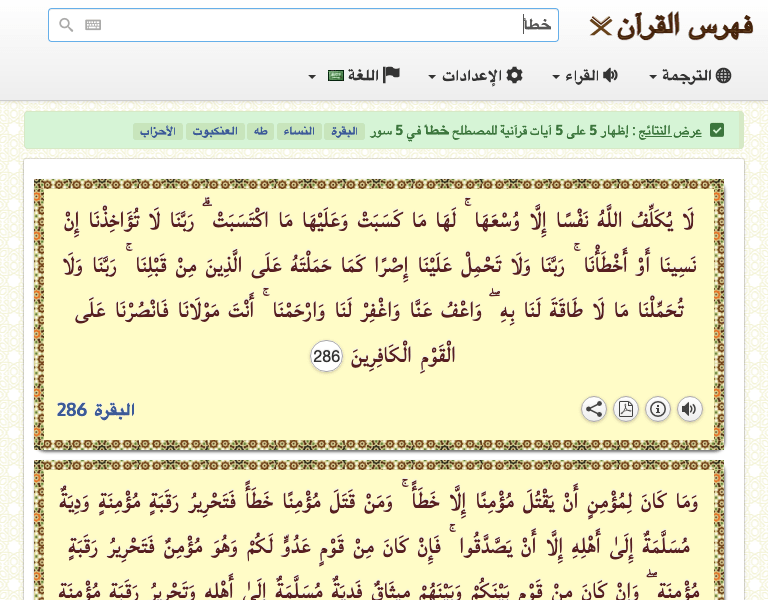 فهرس القرآن
خطأ
الترجمة
القراء
الإعدادات
اللغة
عرض النتائج : إظهار 5 على 5 آيات قرآنية للمصطلح خطأ في 5 سور البقرة النساء طه العنكبوت الأحزاب
لَا يُكَلِّفُ اللَّهُ نَفْسًا إِلَّا وُسْعَهَا ۚ لَهَا مَا كَسَبَتْ وَعَلَيْهَا مَا اكْتَسَبَتْ ۗ رَبَّنَا لَا تُؤَاخِذْنَا إِنْ
نَسِينَا أَوْ أَخْطَأْنَا ۚ رَبَّنَا وَلَا تَحْمِلْ عَلَيْنَا إِصْرًا كَمَا حَمَلْتَهُ عَلَى الَّذِينَ مِنْ قَبْلِنَا ۚ رَبَّنَا وَلَا
تُحَمِّلْنَا مَا لَا طَاقَةَ لَنَا بِهِ ۖ وَاعْفُ عَنَّا وَاغْفِرْ لَنَا وَارْحَمْنَا ۚ أَنْتَ مَوْلَانَا فَانْصُرْنَا عَلَى
الْقَوْمِ الْكَافِرِينَ 286
البقرة 286
وَمَا كَانَ لِمُؤْمِنٍ أَنْ يَقْتُلَ مُؤْمِنًا إِلَّا خَطَأً ۚ وَمَنْ قَتَلَ مُؤْمِنًا خَطَأً فَتَحْرِيرُ رَقَبَةٍ مُؤْمِنَةٍ وَدِيَةٌ
مُسَلَّمَةٌ إِلَىٰ أَهْلِهِ إِلَّا أَنْ يَصَّدَّقُوا ۚ فَإِنْ كَانَ مِنْ قَوْمٍ عَدُوٍّ لَكُمْ وَهُوَ مُؤْمِنٌ فَتَحْرِيرُ رَقَبَةٍ
مُؤْمِنَةٍ ۖ وَإِنْ كَانَ مِنْ قَوْمٍ بَيْنَكُمْ وَبَيْنَهُمْ مِيثَاقٌ فَدِيَةٌ مُسَلَّمَةٌ إِلَىٰ أَهْلِهِ وَتَحْرِيرُ رَقَبَةٍ مُؤْمِنَةٍ